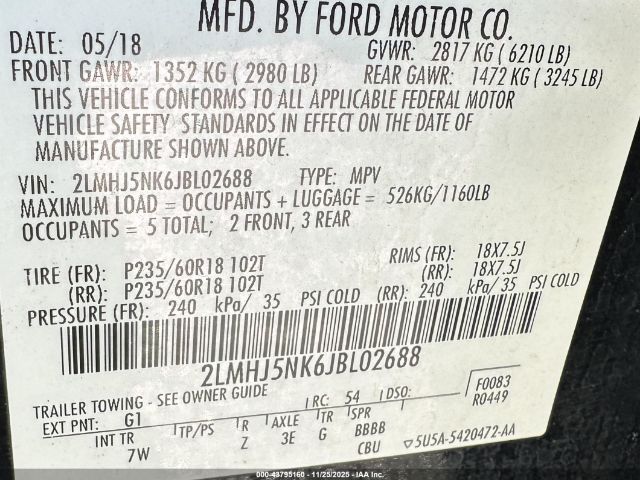 MFD. BY FORD MOTOR CO.
DATE: 05/18 GVWR: 2817 KG ( 6210 LB)
FRONT GAWR: 1352 KG ( 2980 LB) REAR GAWR: 1472 KG ( 3245 LB)
THIS VEHICLE CONFORMS TO ALL APPLICABLE FEDERAL MOTOR
VEHICLE SAFETY STANDARDS IN EFFECT ON THE DATE OF
MANUFACTURE SHOWN ABOVE.
VIN: 2LMHJ5NK6JBL02688 TYPE: MPV
MAXIMUM LOAD = OCCUPANTS + LUGGAGE = 526KG/1160LB
OCCUPANTS = 5 TOTAL; 2 FRONT, 3 REAR
TIRE (FR): P235/60R18 102T RIMS (FR): 18X7.5J
(RR): P235/60R18 102T (RR): 18X7.5J
PRESSURE (FR): 240 kPa/ 35 PSI COLD (RR): 240 kPa/ 35 PSI COLD
2LMHJ5NK6JBL02688
TRAILER TOWING - SEE OWNER GUIDE RC: 54 DSO: F0083
EXT PNT: G1 R0449
INT TR TP/PS R AXLE TR SPR
7W Z 3E G BBBB
CBU 5U5A-5420472-AA
000-43795160 - 11/25/2025 - IAAI.COM